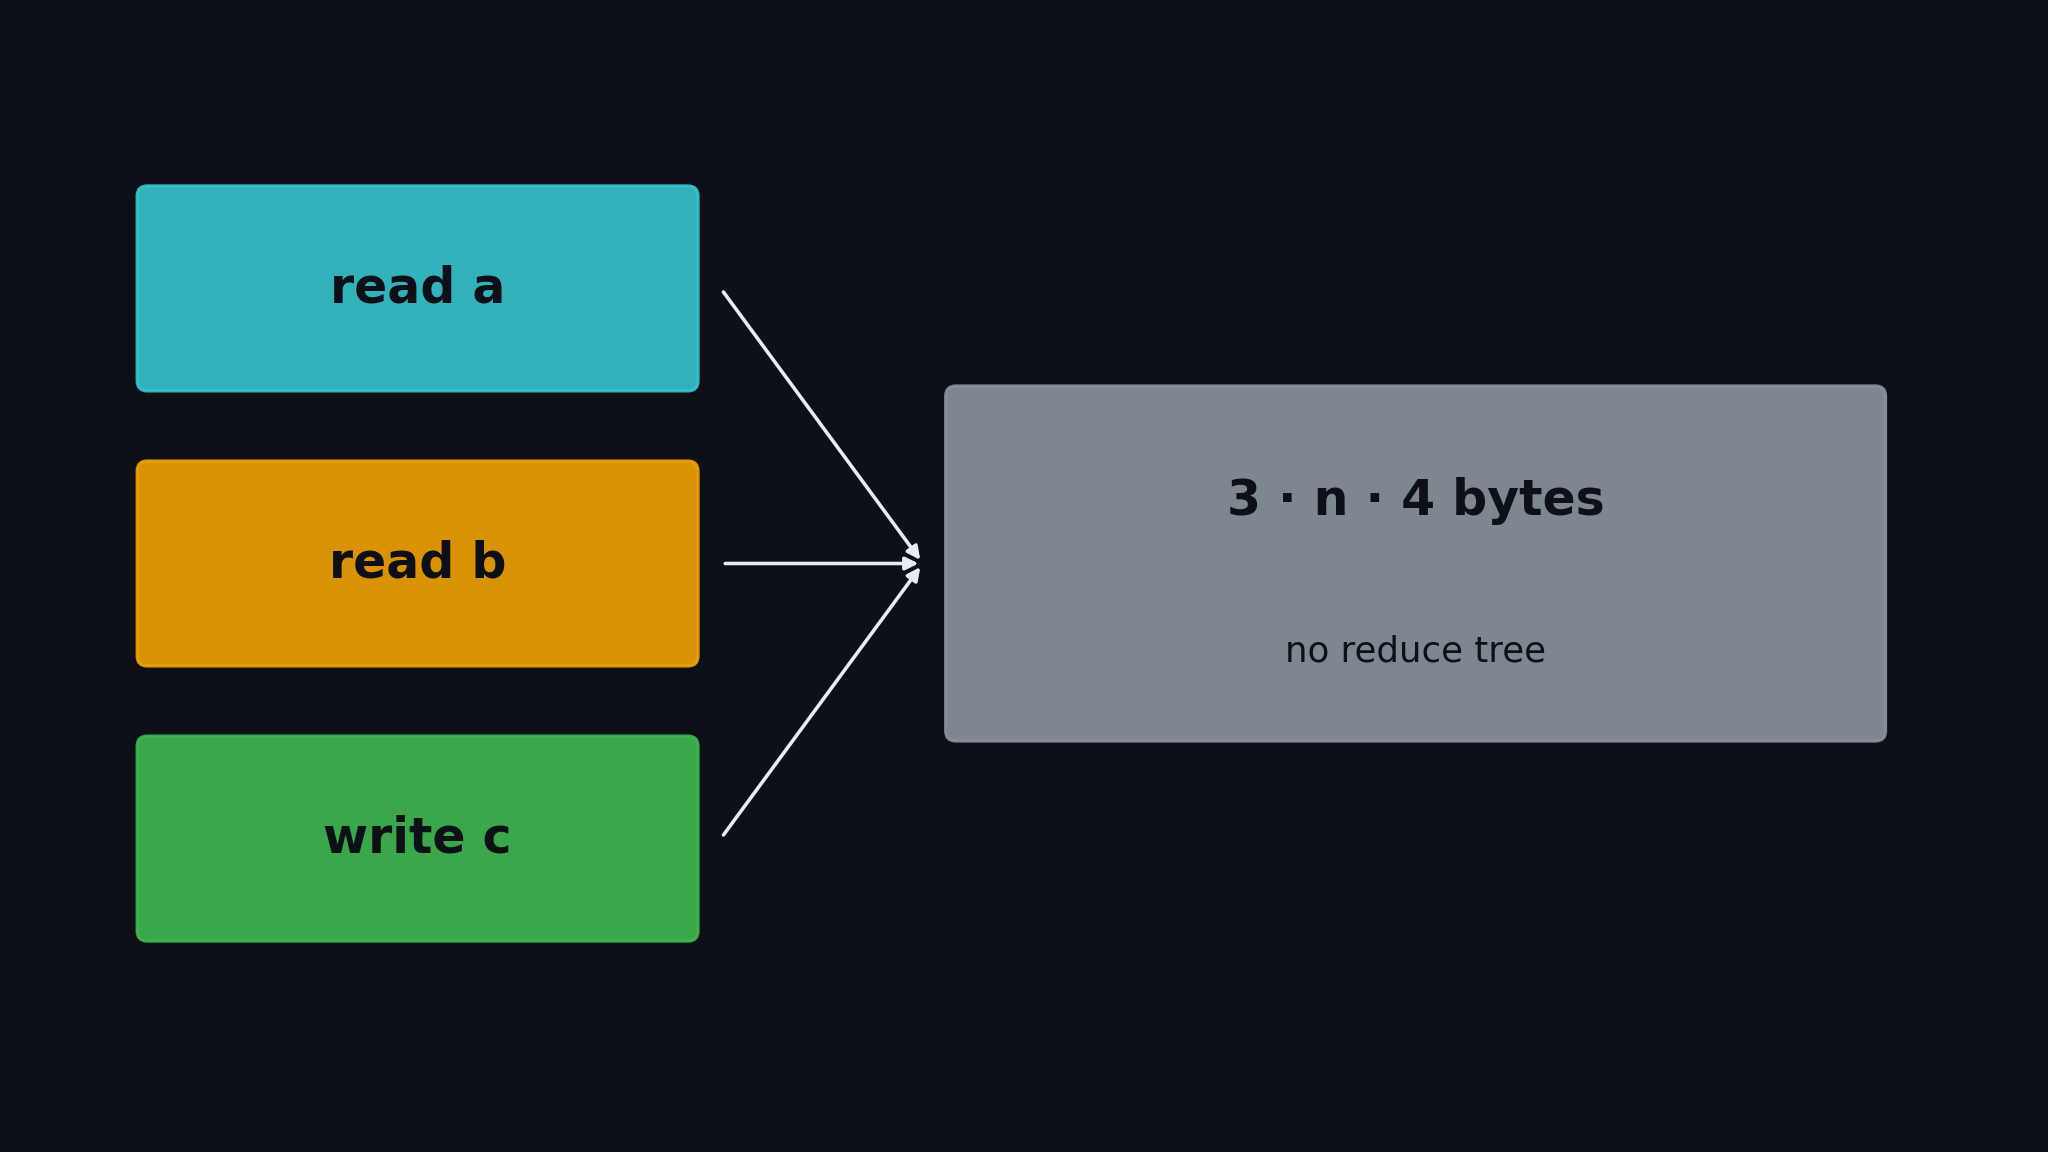 read a
read b
write c
3 · n · 4 bytes
no reduce tree